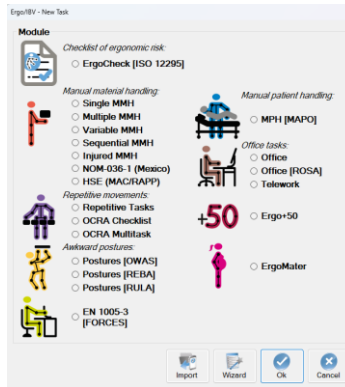 Ergo/IBV - New Task
Module
Checklist of ergonomic risk:
ErgoCheck [ISO 12295]
Manual material handling:
Single MMH
Multiple MMH
Variable MMH
Sequential MMH
Injured MMH
NOM-036-1 (Mexico)
HSE (MAC/RAPP)
Repetitive movements:
Repetitive Tasks
OCRA Checklist
OCRA Multitask
Awkward postures:
Postures [OWAS]
Postures [REBA]
Postures [RULA]
EN 1005-3
[FORCES]
Manual patient handling:
MPH [MAPO]
Office tasks:
Office
Office [ROSA]
Telework
+50
Ergo+50
ErgoMater
Import
Wizard
Ok
Cancel